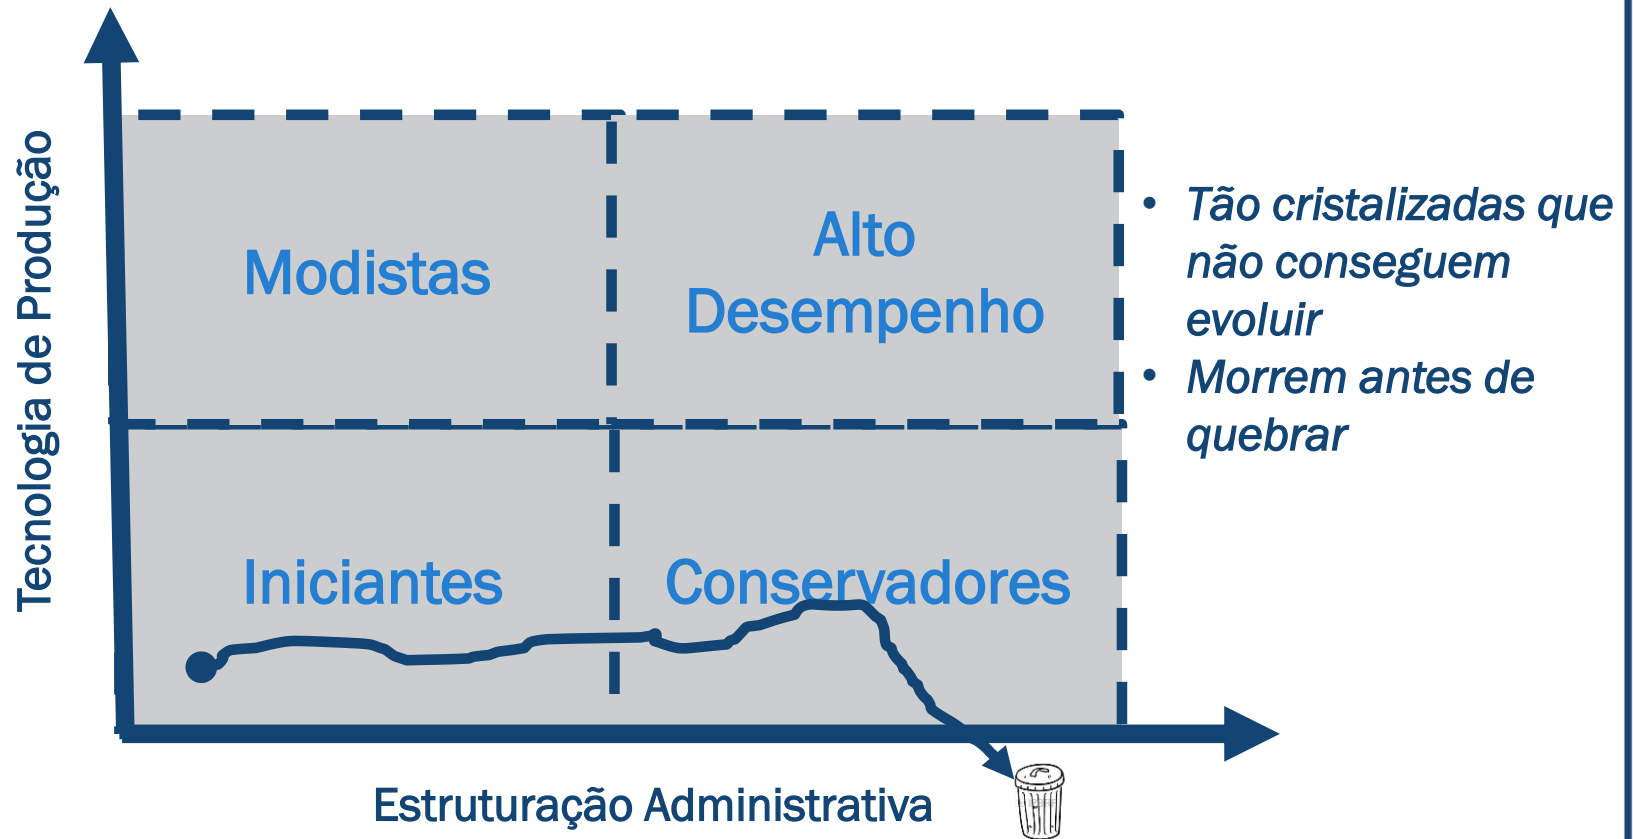 Tecnologia de Produção
Modistas
Alto
Desempenho
Iniciantes
Conservadores
Estruturação Administrativa
• Tão cristalizadas que
não conseguem
evoluir
• Morrem antes de
quebrar